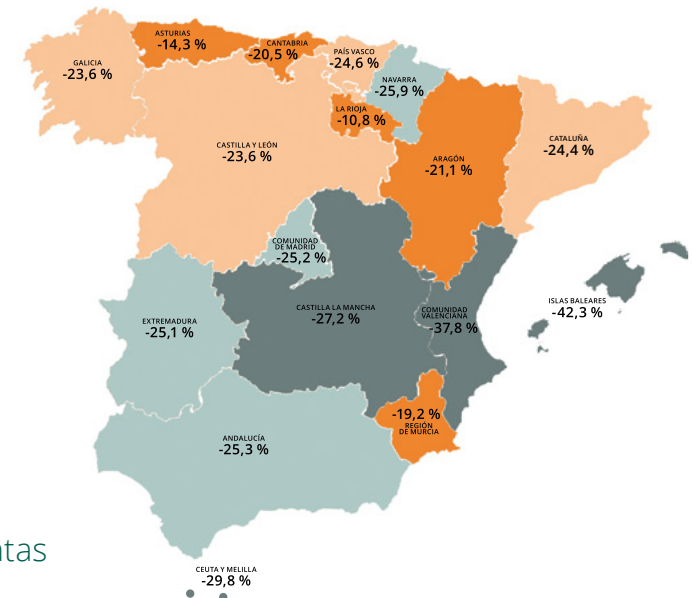 ASTURIAS
-14,3 %
CANTABRIA
-20,5 %
PAÍS VASCO
-24,6 %
GALICIA
-23,6 %
NAVARRA
-25,9 %
LA RIOJA
-10,8 %
CATALUÑA
-24,4 %
CASTILLA Y LEÓN
-23,6 %
ARAGÓN
-21,1 %
COMUNIDAD
DE MADRID
-25,2 %
ISLAS BALEARES
-42,3 %
CASTILLA LA MANCHA
-27,2 %
COMUNIDAD
VALENCIANA
-37,8 %
EXTREMADURA
-25,1 %
-19,2 %
REGIÓN
DE MURCIA
ANDALUCÍA
-25,3 %
ntas
CEUTA Y MELILLA
-29,8 %